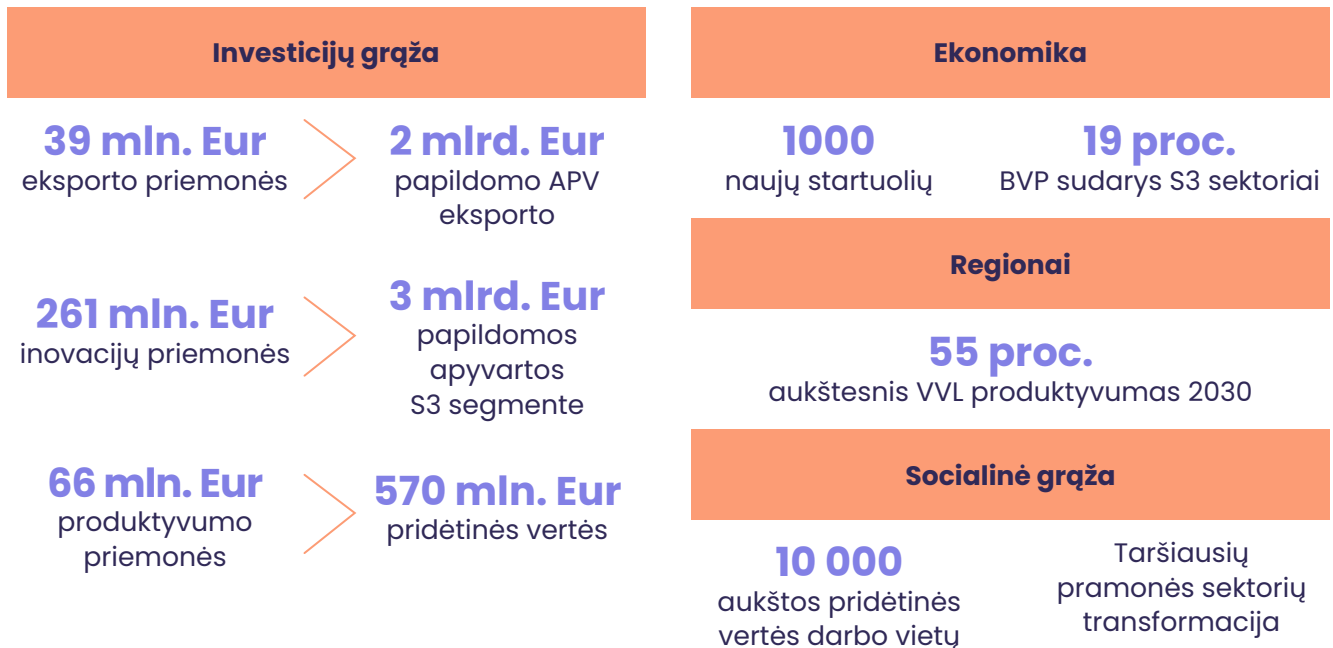 Investicijų grąža
39 mln. Eur
eksporto priemonės
2 mlrd. Eur
papildomo APV
eksporto
261 mln. Eur
inovacijų priemonės
3 mlrd. Eur
papildomos
apyvartos
S3 segmente
66 mln. Eur
produktyvumo
priemonės
570 mln. Eur
pridėtinės vertės
Ekonomika
1000
naujų startuolių
19 proc.
BVP sudarys S3 sektoriai
Regionai
55 proc.
aukštesnis VVL produktyvumas 2030
Socialinė grąža
10 000
aukštos pridėtinės
vertės darbo vietų
Taršiausių
pramonės sektorių
transformacija